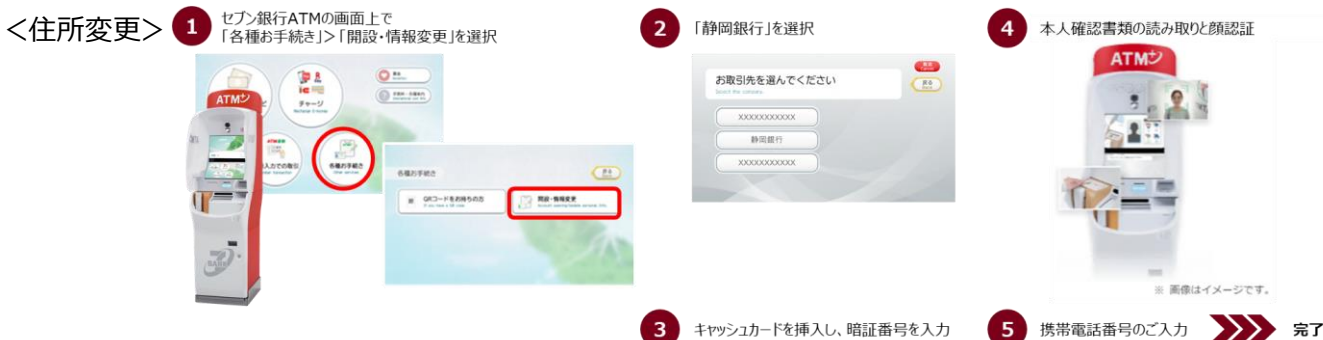 <住所変更>
1
セブン銀行ATMの画面上で
「各種お手続き」>「開設・情報変更」を選択
チャージ
各種お手続き
ATM+
各種お手続き
戻る
QRコードをお持ちの方
開設・情報変更
BANK
2
「静岡銀行」を選択
お取引先を選んでください
戻る
XXXXXXXXXXX
静岡銀行
XXXXXXXXXXX
3
キャッシュカードを挿入し、暗証番号を入力
4
本人確認書類の読み取りと顔認証
ATM+
※ 画像はイメージです。
5
携帯電話番号のご入力
完了